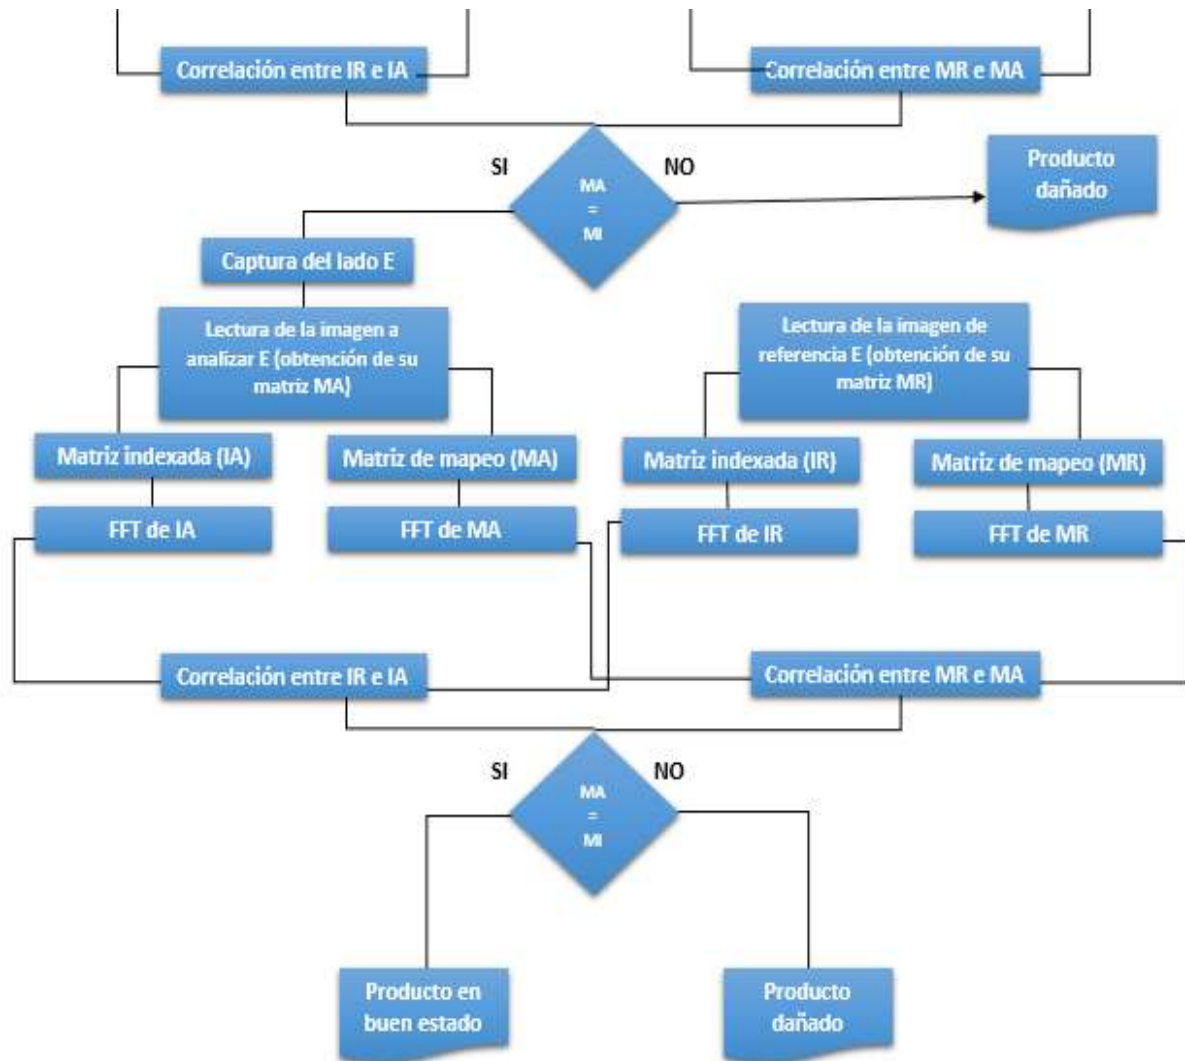 Correlación entre IR e IA
Correlación entre MR e MA
SI
NO
MA
=
MI
Producto
dañado
Captura del lado E
Lectura de la imagen a
analizar E (obtención de su
matriz MA)
Lectura de la imagen de
referencia E (obtención de su
matriz MR)
Matriz indexada (IA)
Matriz de mapeo (MA)
Matriz indexada (IR)
Matriz de mapeo (MR)
FFT de IA
FFT de MA
FFT de IR
FFT de MR
Correlación entre IR e IA
Correlación entre MR e MA
SI
NO
MA
=
MI
Producto en
buen estado
Producto
dañado